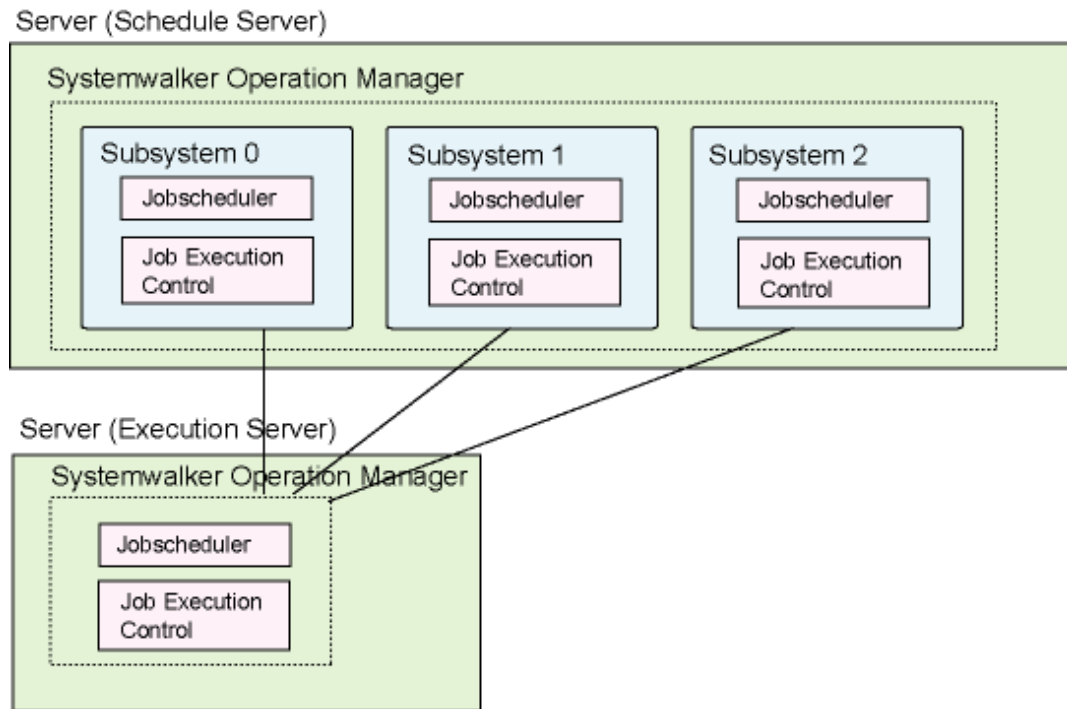 Server (Schedule Server)
Systemwalker Operation Manager
Subsystem 0
Jobscheduler
Job Execution
Control
Subsystem 1
Jobscheduler
Job Execution
Control
Subsystem 2
Jobscheduler
Job Execution
Control
Server (Execution Server)
Systemwalker Operation Manager
Jobscheduler
Job Execution
Control